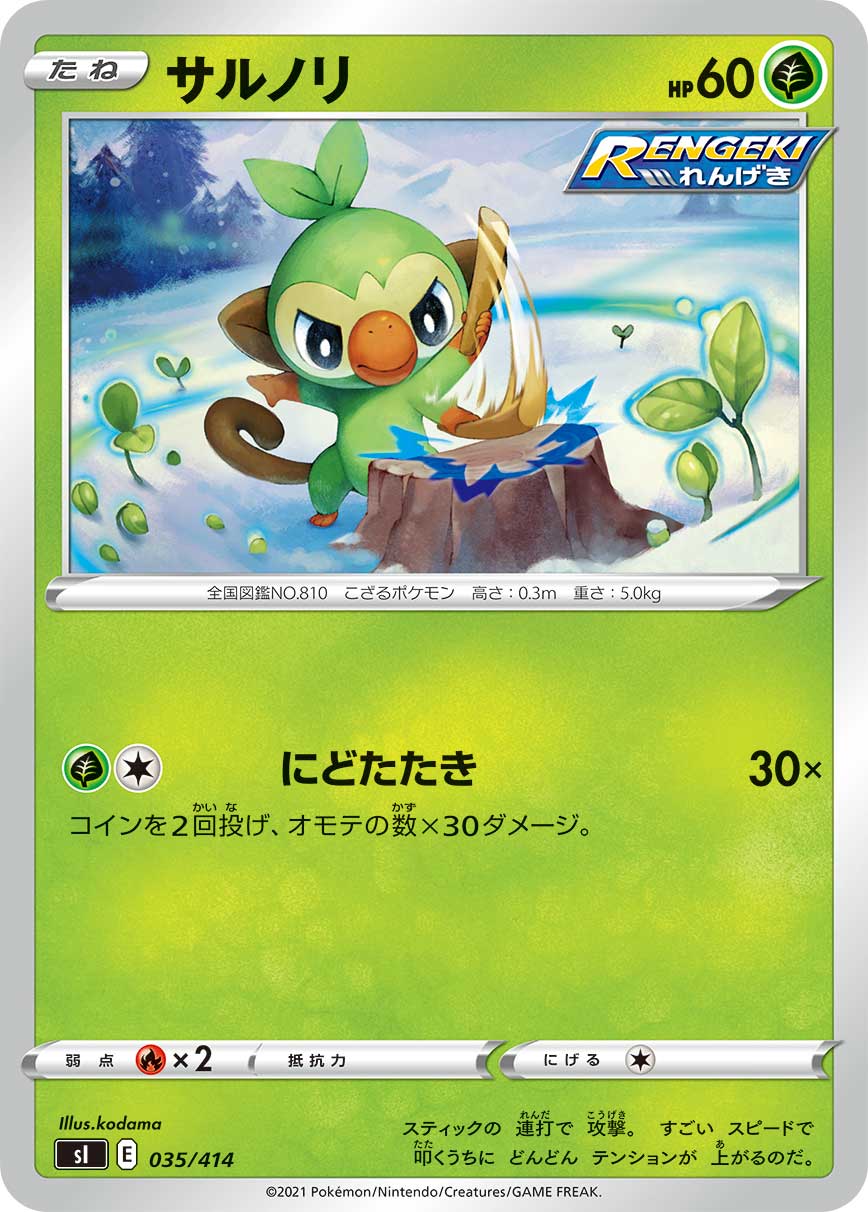 たね サルノリ HP60
RENGEKI
れんげき
全国図鑑NO.810 こざるポケモン 高さ:0.3m 重さ:5.0kg
にどたたき 30×
コインを2回投げ、オモテの数×30ダメージ。
弱点 ×2 抵抗力 にげる
Illus.kodama
スティックの 連打で 攻撃。 すごい スピードで
叩くうちに どんどん テンションが 上がるのだ。
sI E 035/414
©2021 Pokémon/Nintendo/Creatures/GAME FREAK.